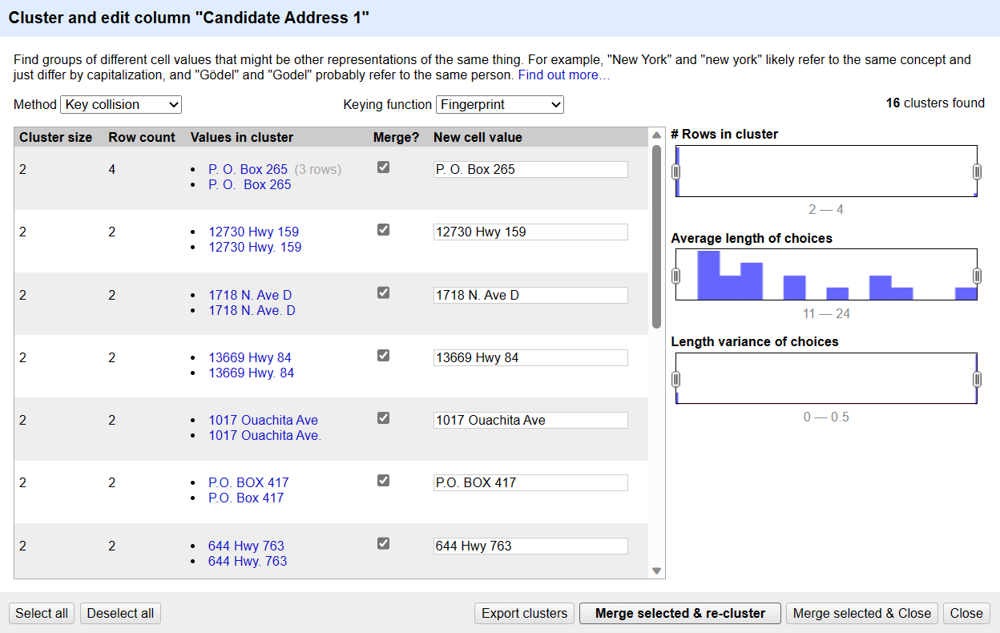 Cluster and edit column "Candidate Address 1"
Find groups of different cell values that might be other representations of the same thing. For example, "New York" and "new york" likely refer to the same concept and
just differ by capitalization, and "Gödel" and "Godel" probably refer to the same person. Find out more…
Method Key collision Keying function Fingerprint 16 clusters found
Cluster size Row count Values in cluster Merge? New cell value
2 4 P. O. Box 265 (3 rows) P. O. Box 265
P. O.  Box 265
2 2 12730 Hwy 159 12730 Hwy 159
12730 Hwy. 159
2 2 1718 N. Ave D 1718 N. Ave D
1718 N. Ave. D
2 2 13669 Hwy 84 13669 Hwy 84
13669 Hwy. 84
2 2 1017 Ouachita Ave 1017 Ouachita Ave
1017 Ouachita Ave.
2 2 P.O. BOX 417 P.O. BOX 417
P.O. Box 417
2 2 644 Hwy 763 644 Hwy 763
644 Hwy. 763
# Rows in cluster
2 — 4
Average length of choices
11 — 24
Length variance of choices
0 — 0.5
Select all Deselect all Export clusters Merge selected & re-cluster Merge selected & Close Close